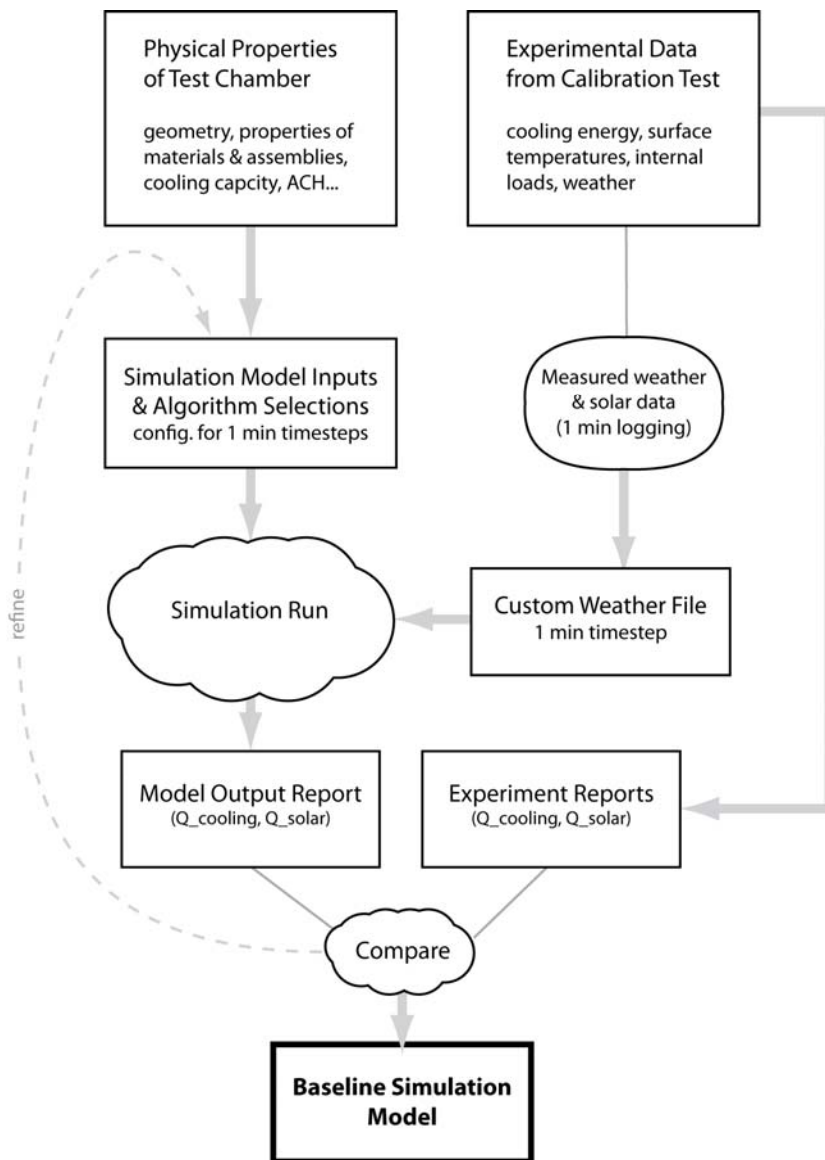 Physical Properties
of Test Chamber
geometry, properties of
materials & assemblies,
cooling capcity, ACH...
Experimental Data
from Calibration Test
cooling energy, surface
temperatures, internal
loads, weather
Simulation Model Inputs
& Algorithm Selections
config. for 1 min timesteps
Measured weather
& solar data
(1 min logging)
Simulation Run
Custom Weather File
1 min timestep
refine
Model Output Report
(Q_cooling, Q_solar)
Experiment Reports
(Q_cooling, Q_solar)
Compare
Baseline Simulation
Model